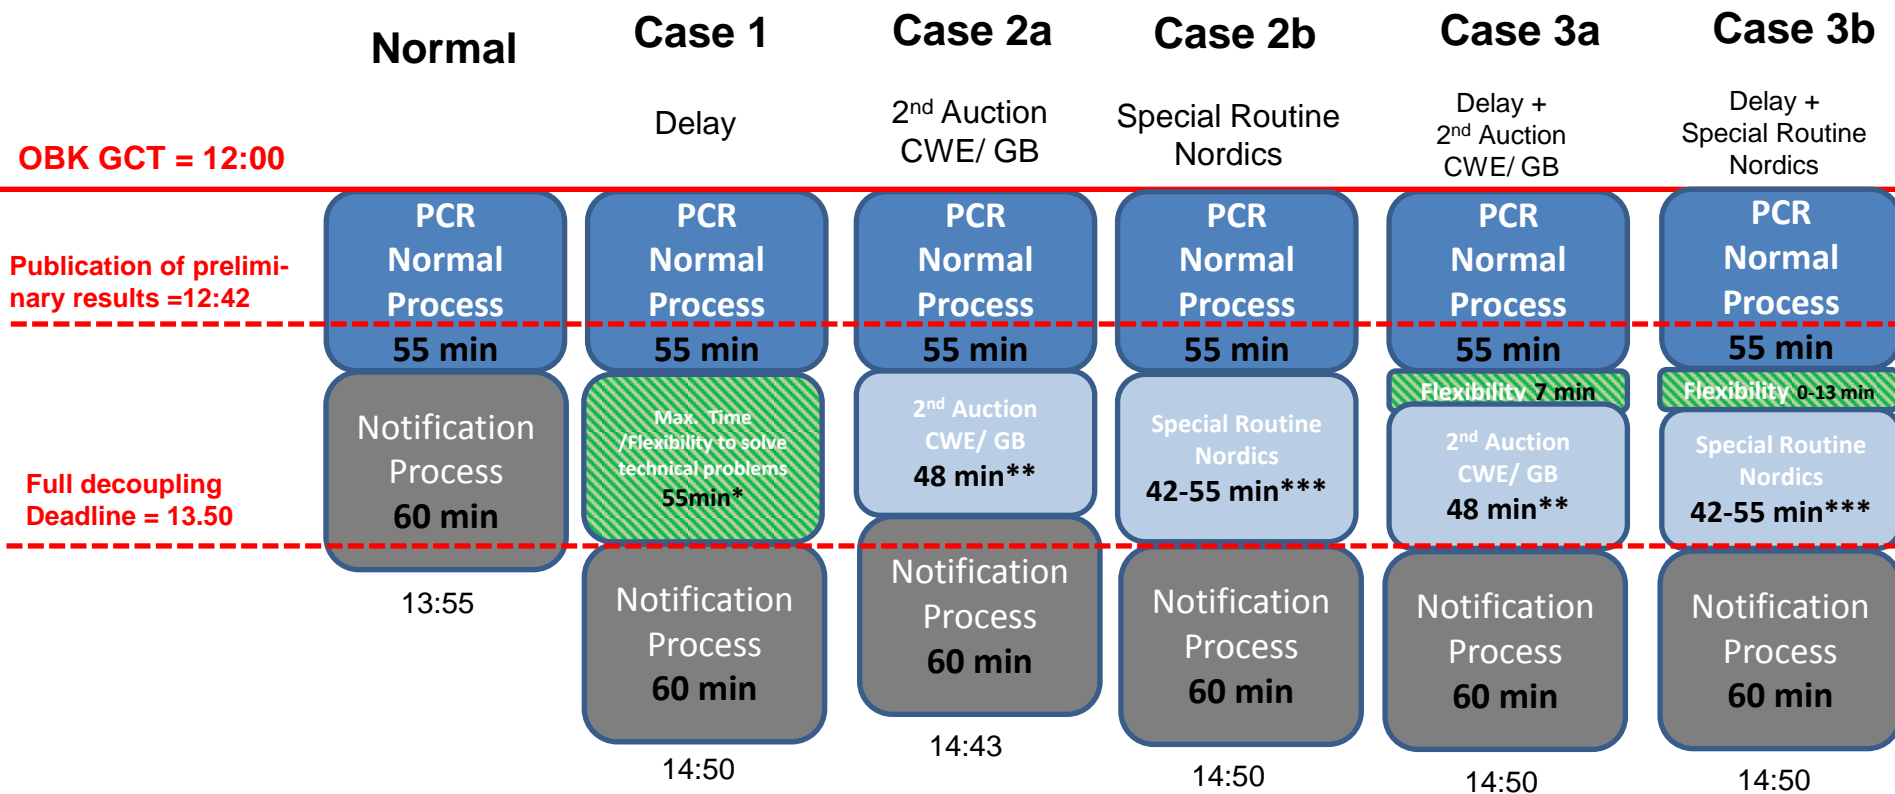 Normal
Case 1
Case 2a
Case 2b
Case 3a
Case 3b
Delay
2nd Auction
CWE/ GB
Special Routine
Nordics
Delay +
2nd Auction
CWE/ GB
Delay +
Special Routine
Nordics
OBK GCT = 12:00
Publication of prelimi-
nary results =12:42
Full decoupling
Deadline = 13.50
PCR
Normal
Process
55 min
Notification
Process
60 min
13:55
PCR
Normal
Process
55 min
Max. Time
/Flexibility to solve
technical problems
55min*
Notification
Process
60 min
14:50
PCR
Normal
Process
55 min
2nd Auction
CWE/ GB
48 min**
Notification
Process
60 min
14:43
PCR
Normal
Process
55 min
Special Routine
Nordics
42-55 min***
Notification
Process
60 min
14:50
PCR
Normal
Process
55 min
Flexibility 7 min
2nd Auction
CWE/ GB
48 min**
Notification
Process
60 min
14:50
PCR
Normal
Process
55 min
Flexibility 0-13 min
Special Routine
Nordics
42-55 min***
Notification
Process
60 min
14:50